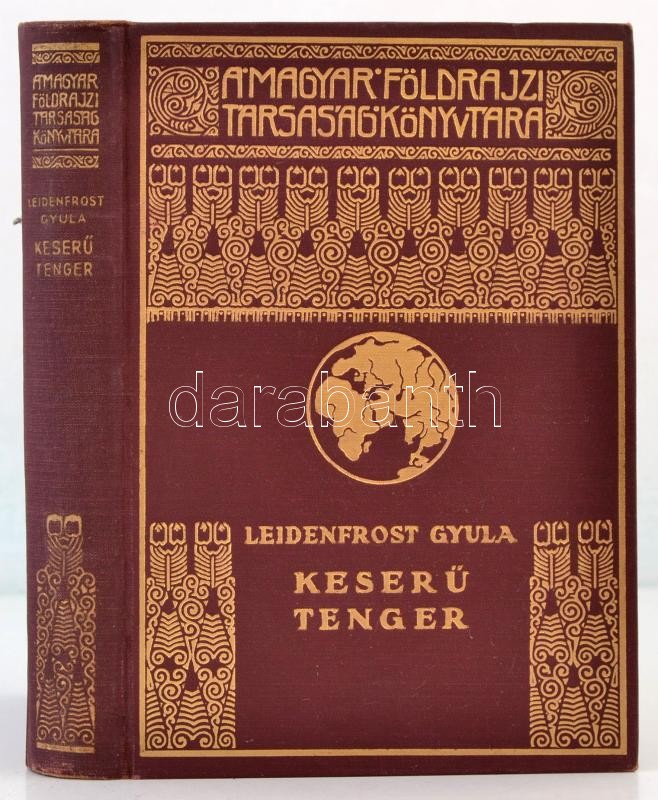 A MAGYAR
FÖLDRAJZI
TÁRSASÁG
KÖNYVTÁRA
LEIDENFROST
GYULA
KESERŰ
TENGER
A MAGYAR FÖLDRAJZI
TÁRSASÁG KÖNYVTÁRA
darabanth
LEIDENFROST GYULA
KESERŰ
TENGER